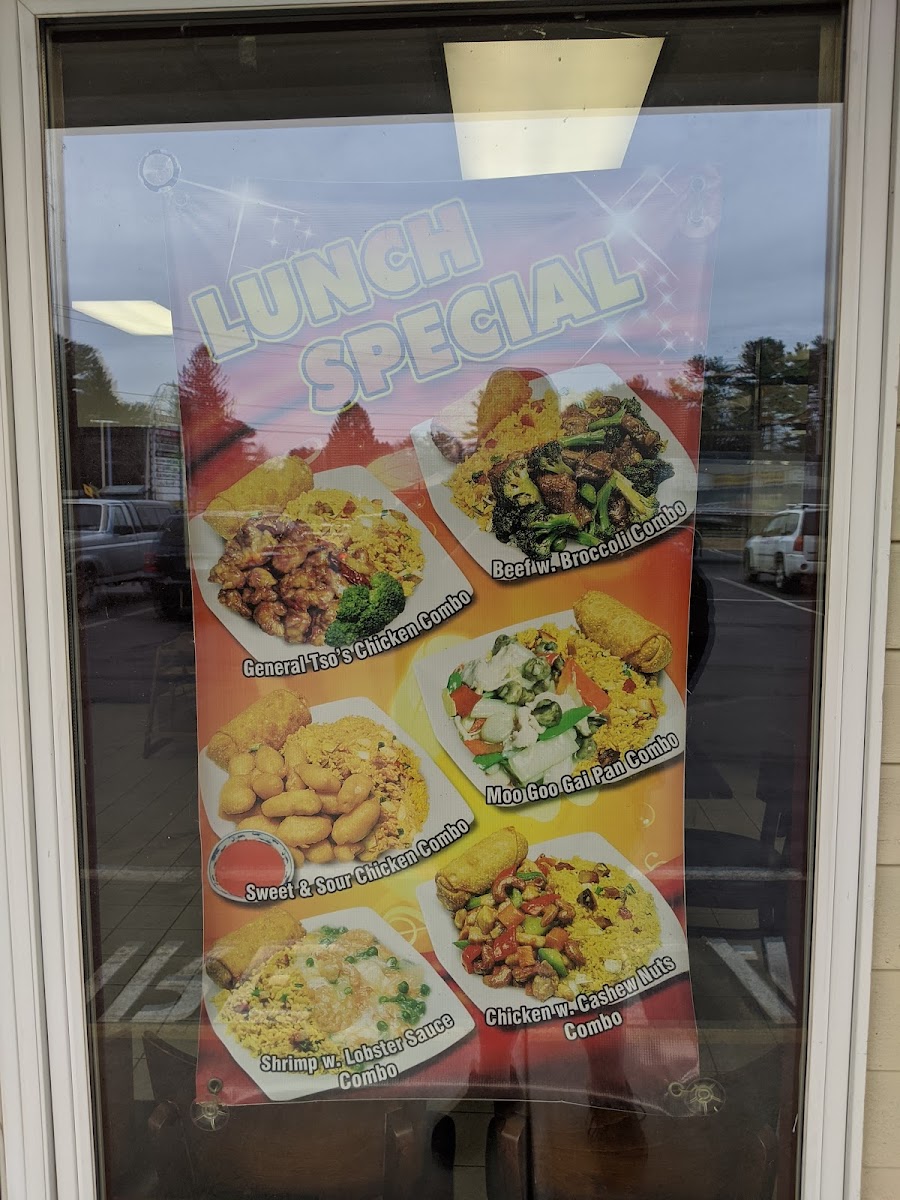 LUNCH
SPECIAL
Beef w. Broccoli Combo
General Tso's Chicken Combo
Moo Goo Gai Pan Combo
Sweet & Sour Chicken Combo
Chicken w. Cashew Nuts
Combo
Shrimp w. Lobster Sauce
Combo